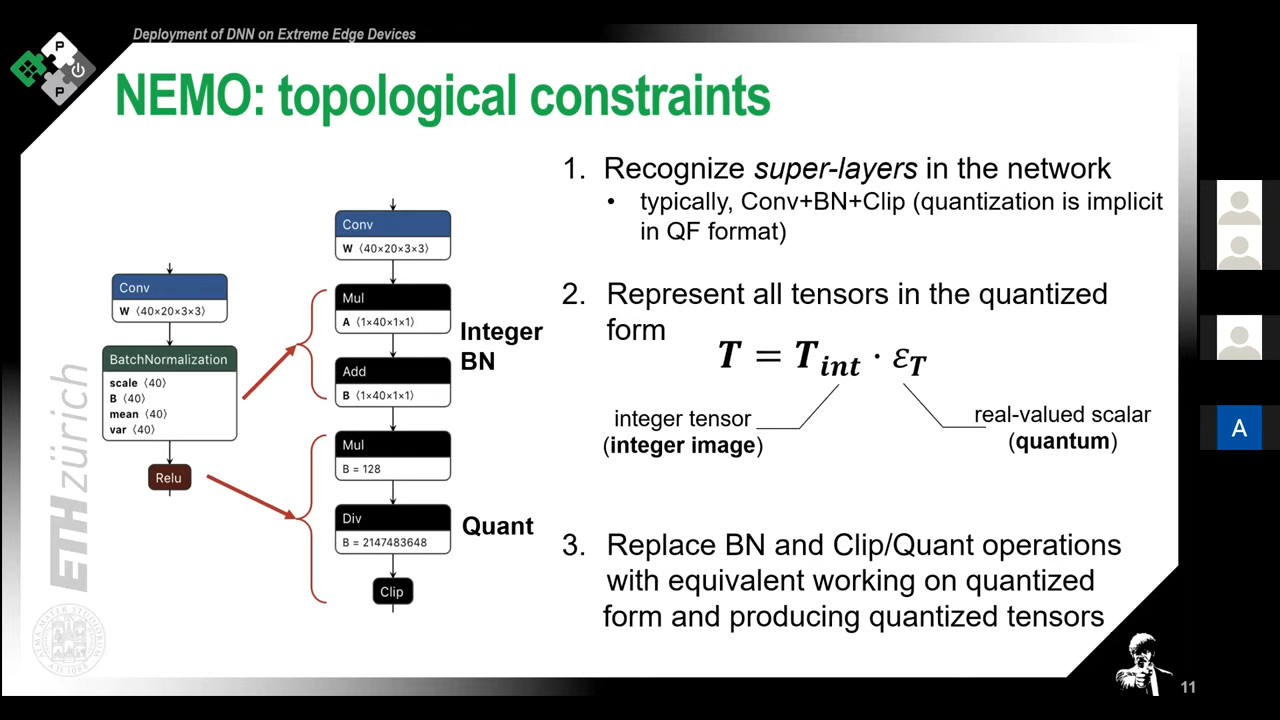 Deployment of DNN on Extreme Edge Devices
P
P
NEMO: topological constraints
Conv
W ⟨40×20×3×3⟩
BatchNormalization
scale ⟨40⟩
B ⟨40⟩
mean ⟨40⟩
var ⟨40⟩
Relu
Conv
W ⟨40×20×3×3⟩
Mul
A ⟨1×40×1×1⟩
Add
B ⟨1×40×1×1⟩
Mul
B = 128
Div
B = 2147483648
Clip
Integer
BN
Quant
1. Recognize super-layers in the network
• typically, Conv+BN+Clip (quantization is implicit
in QF format)
2. Represent all tensors in the quantized
form
T = T_int · ε_T
integer tensor
(integer image)
real-valued scalar
(quantum)
3. Replace BN and Clip/Quant operations
with equivalent working on quantized
form and producing quantized tensors
ETH zürich
ALMA MATER STUDIORUM
A.D. 1088
11
A